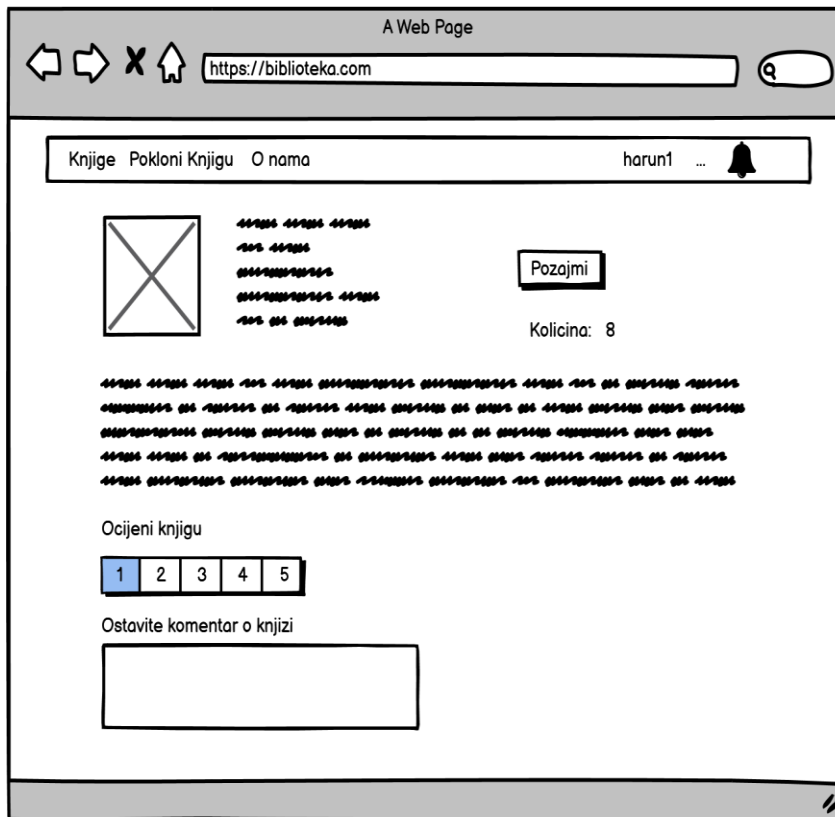 A Web Page
https://biblioteka.com
Knjige Pokloni Knjigu O nama harun1 ...
Pozajmi
Kolicina: 8
Ocijeni knjigu
1 2 3 4 5
Ostavite komentar o knjizi